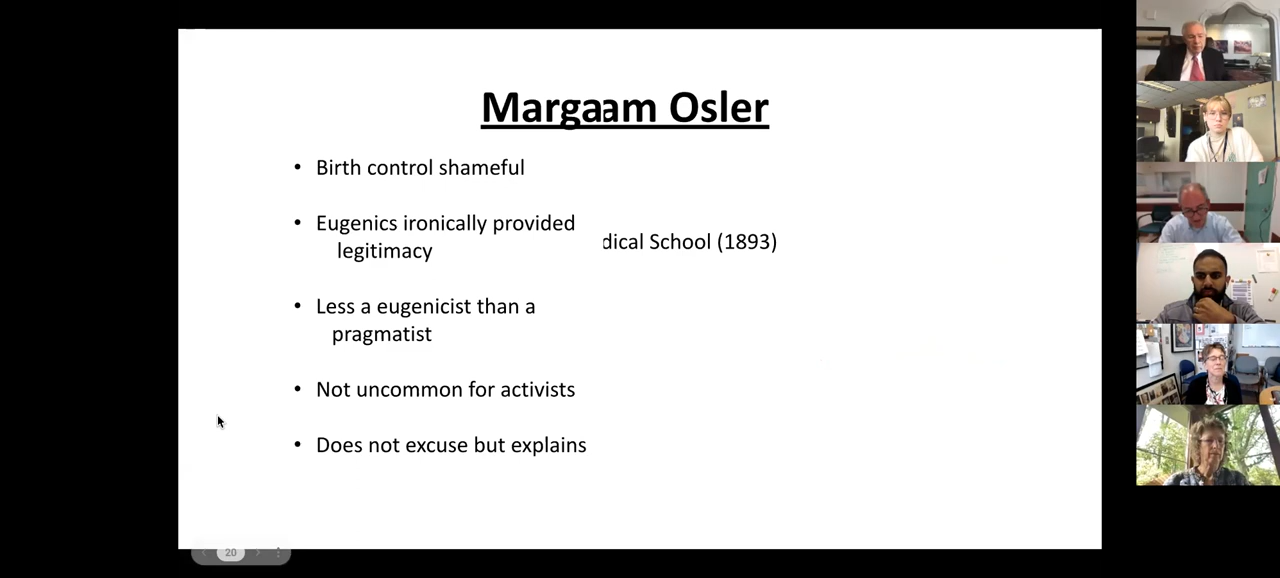 Margaam Osler
• Birth control shameful
• Eugenics ironically provided
legitimacy
dical School (1893)
• Less a eugenicist than a
pragmatist
• Not uncommon for activists
• Does not excuse but explains
20